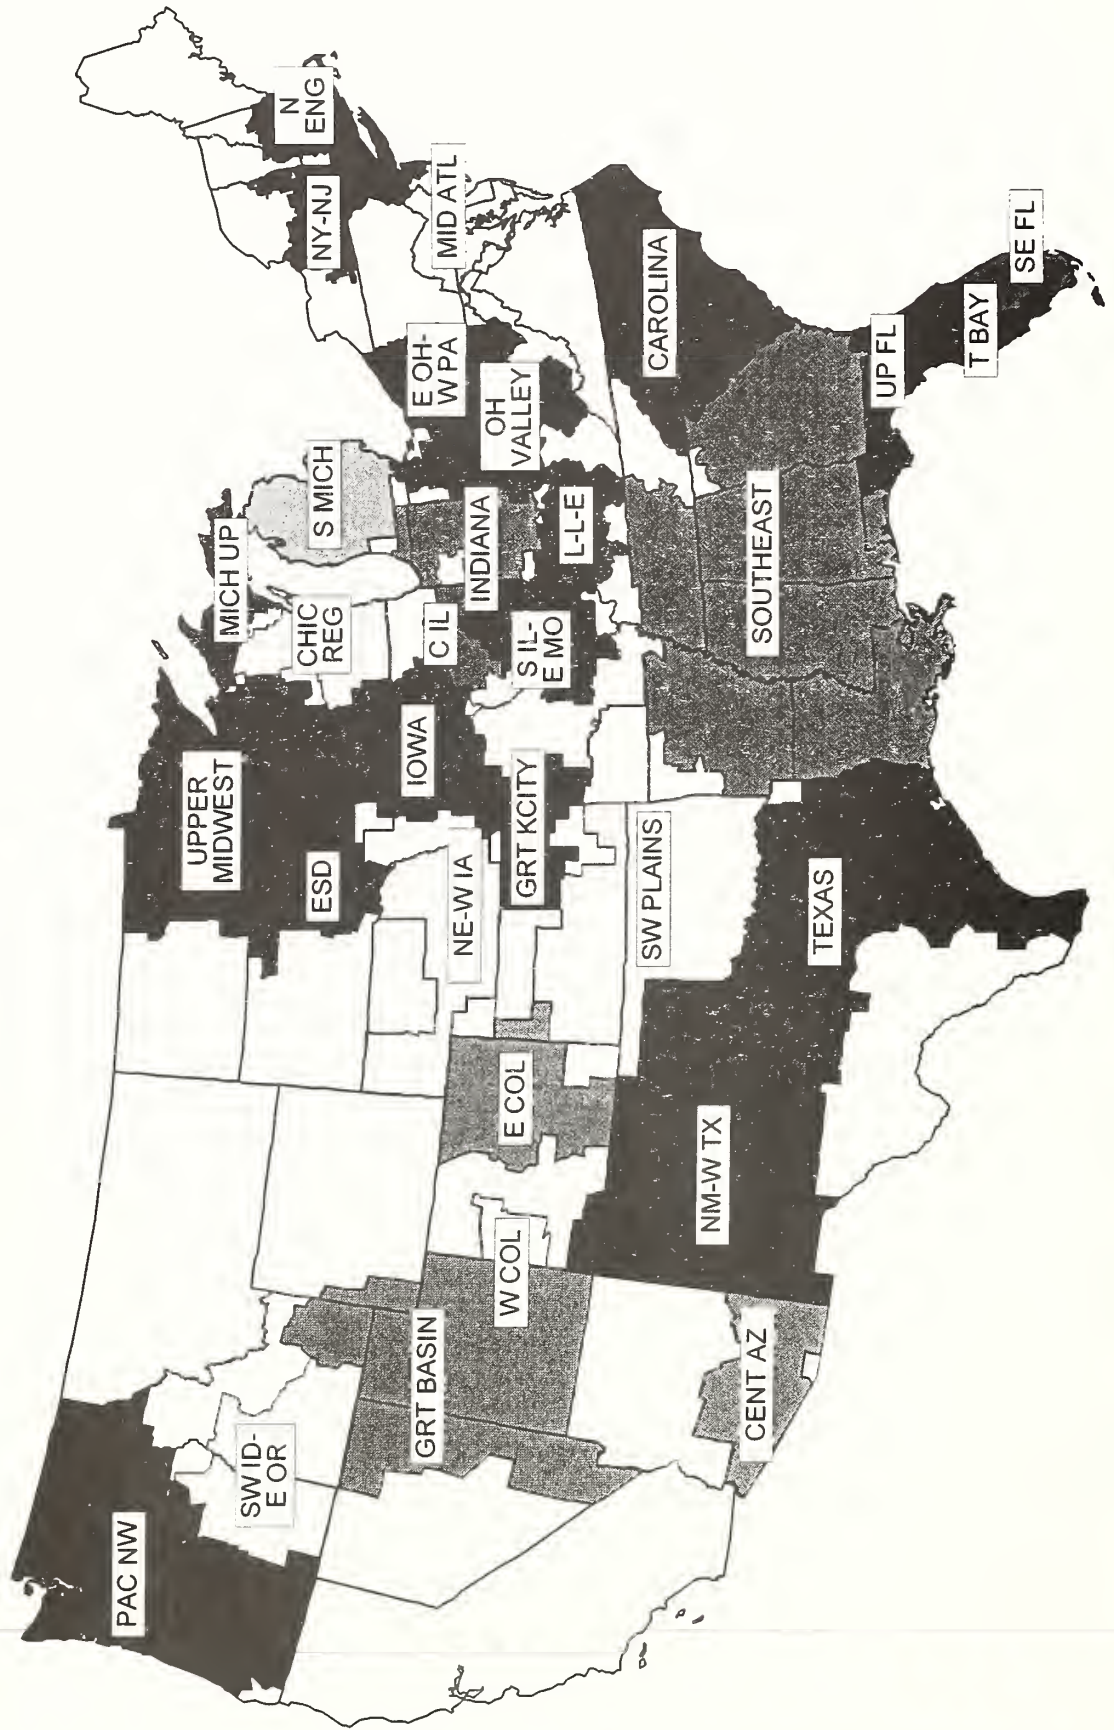 PAC NW
SW ID-
E OR
GRT BASIN
W COL
CENT AZ
E COL
NM-W TX
UPPER
MIDWEST
ESD
NE-W IA
IOWA
GRT KCITY
SW PLAINS
TEXAS
MICH UP
CHIC
REG
C IL
S IL-
E MO
S MICH
INDIANA
L-L-E
SOUTHEAST
E OH-
W PA
OH
VALLEY
NY-NJ
N
ENG
MID ATL
CAROLINA
UP FL
T BAY
SE FL